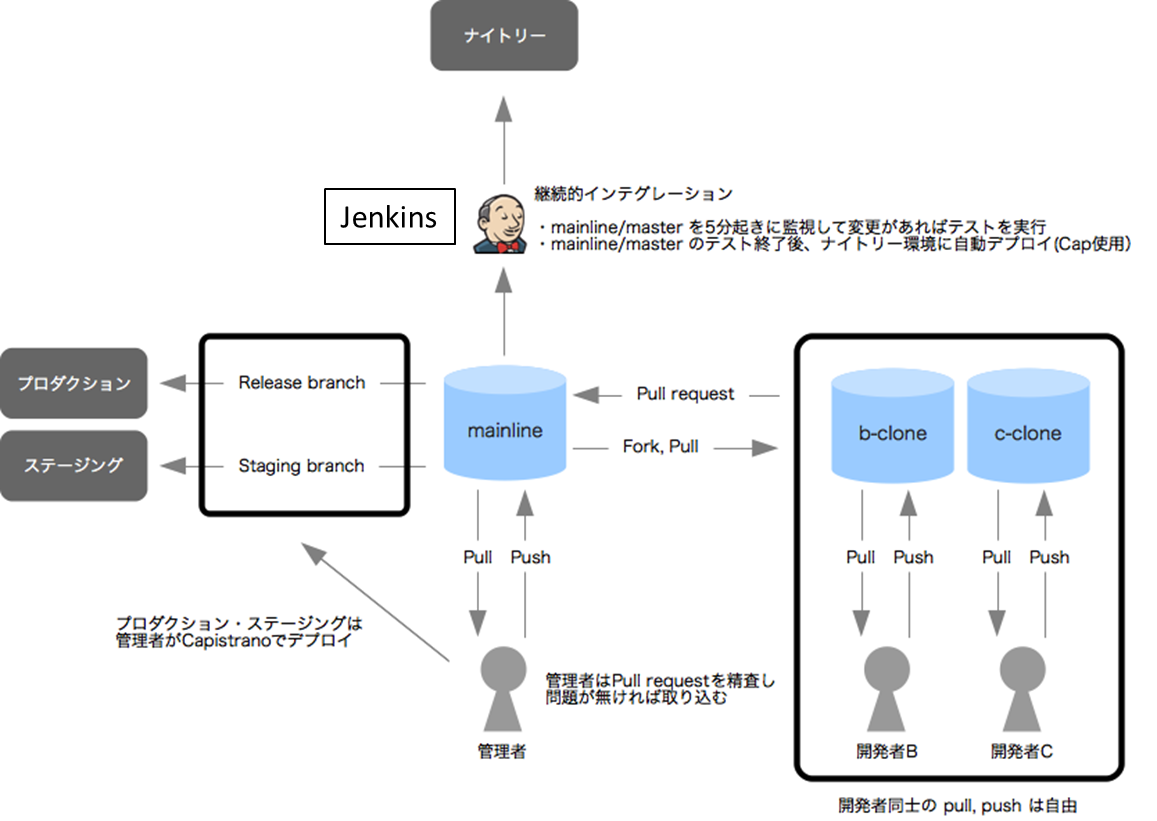 ナイトリー
Jenkins
継続的インテグレーション
・mainline/master を5分起きに監視して変更があればテストを実行
・mainline/master のテスト終了後、ナイトリー環境に自動デプロイ(Cap使用)
プロダクション
Release branch
ステージング
Staging branch
mainline
Pull request
Fork, Pull
b-clone
c-clone
Pull
Push
Pull
Push
Pull
Push
プロダクション・ステージングは
管理者がCapistranoでデプロイ
管理者はPull requestを精査し
問題が無ければ取り込む
管理者
開発者B
開発者C
開発者同士の pull, push は自由